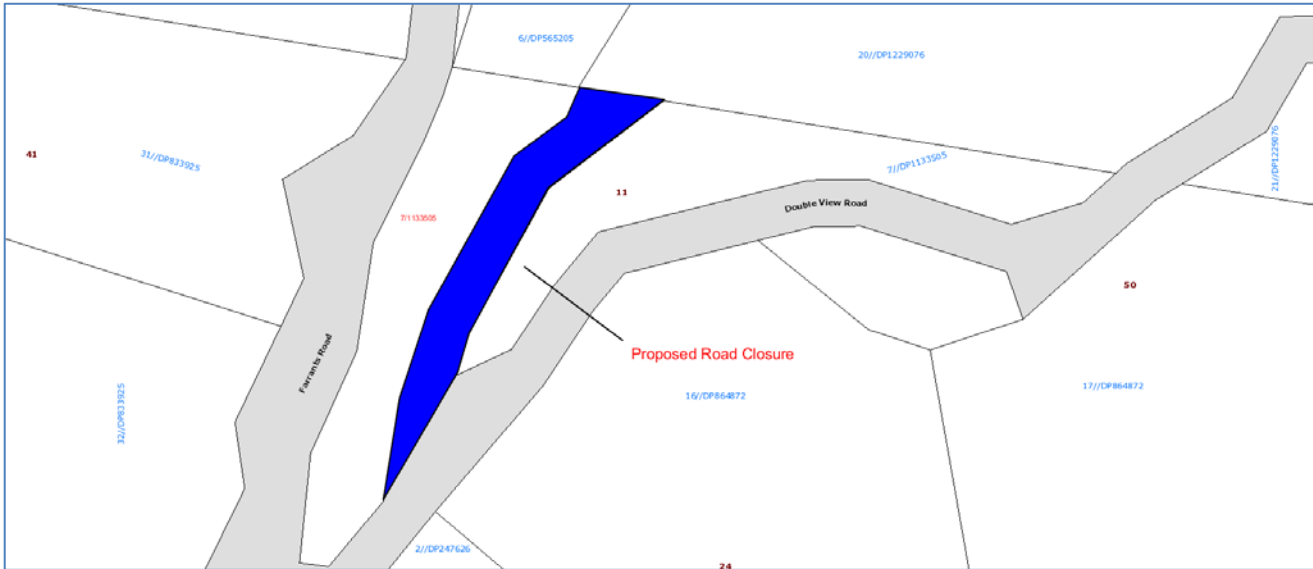 6//DP565205
20//DP1229076
41
31//DP833925
7//DP1133505
21//DP1229076
11
7/1133505
Double View Road
50
Farrants Road
Proposed Road Closure
32//DP833925
16//DP864872
17//DP864872
2//DP247626
24